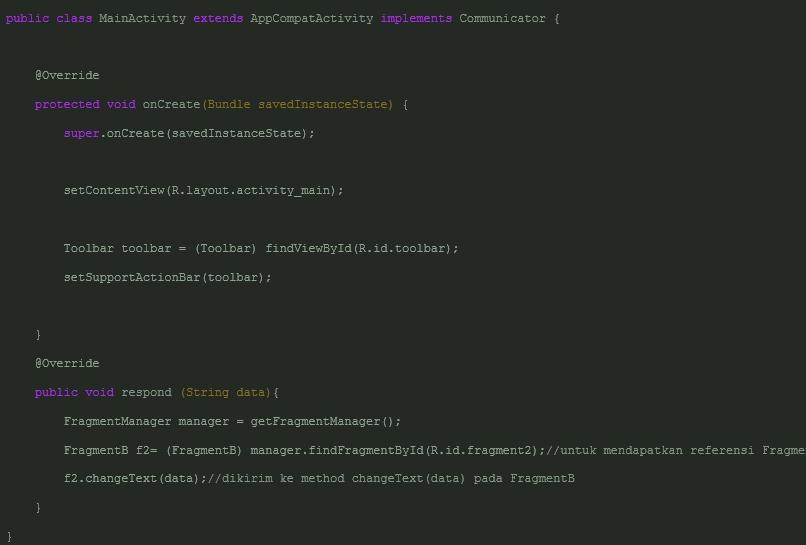 public class MainActivity extends AppCompatActivity implements Communicator {
@Override
protected void onCreate(Bundle savedInstanceState) {
super.onCreate(savedInstanceState);
setContentView(R.layout.activity_main);
Toolbar toolbar = (Toolbar) findViewById(R.id.toolbar);
setSupportActionBar(toolbar);
}
@Override
public void respond (String data){
FragmentManager manager = getFragmentManager();
FragmentB f2= (FragmentB) manager.findFragmentById(R.id.fragment2);//untuk mendapatkan referensi Fragme
f2.changeText(data);//dikirim ke method changeText(data) pada FragmentB
}
}